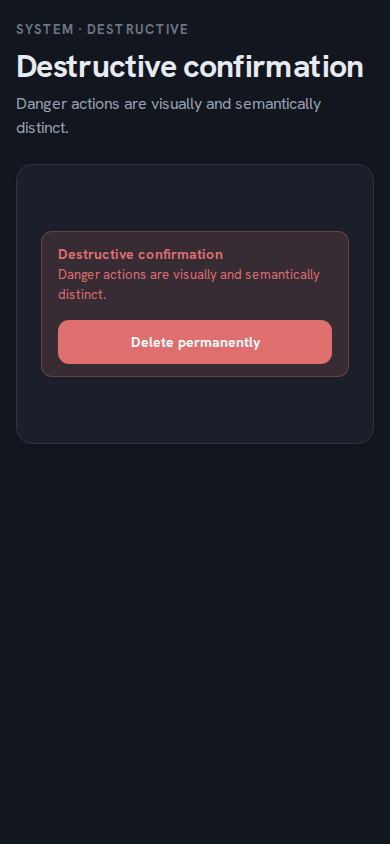 SYSTEM · DESTRUCTIVE
Destructive confirmation
Danger actions are visually and semantically
distinct.
Destructive confirmation
Danger actions are visually and semantically
distinct.
Delete permanently